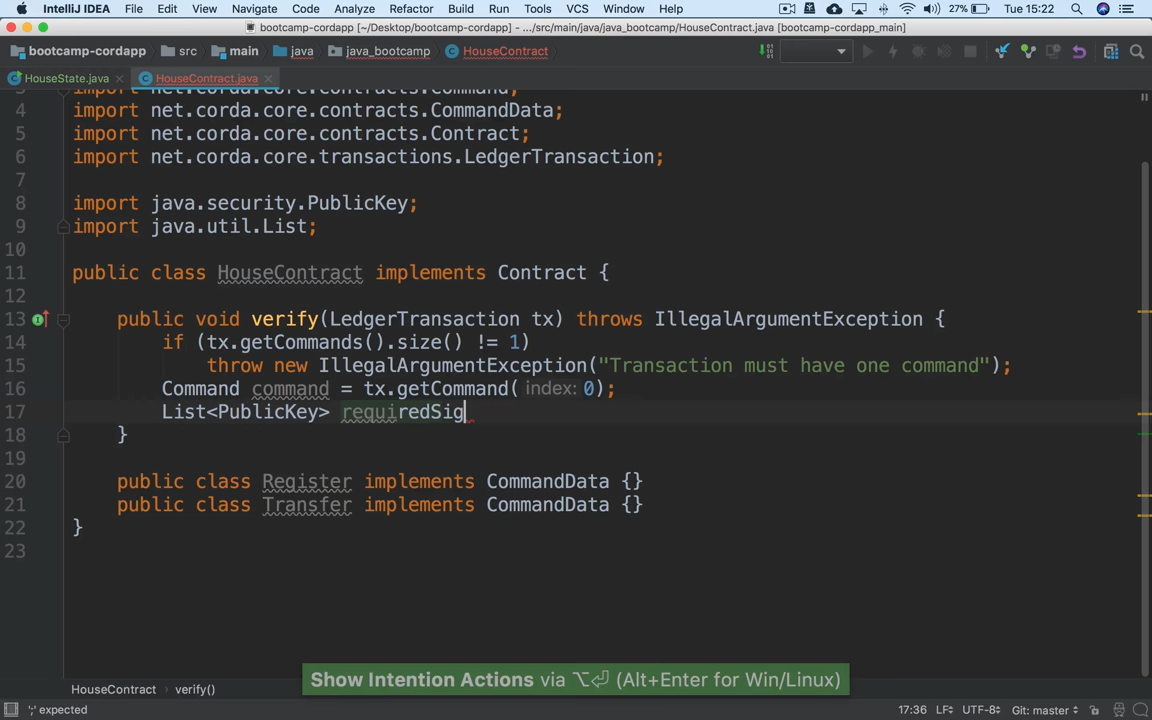 IntelliJ IDEA File Edit View Navigate Code Analyze Refactor Build Run Tools VCS Window Help 27% Tue 15:22
bootcamp-cordapp [~/Desktop/bootcamp-cordapp] - .../src/main/java/java_bootcamp/HouseContract.java [bootcamp-cordapp_main]
bootcamp-cordapp src main java java_bootcamp HouseContract
HouseState.java HouseContract.java
3 import net.corda.core.contracts.Command;
4 import net.corda.core.contracts.CommandData;
5 import net.corda.core.contracts.Contract;
6 import net.corda.core.transactions.LedgerTransaction;
7
8 import java.security.PublicKey;
9 import java.util.List;
10
11 public class HouseContract implements Contract {
12
13 public void verify(LedgerTransaction tx) throws IllegalArgumentException {
14 if (tx.getCommands().size() != 1)
15 throw new IllegalArgumentException("Transaction must have one command");
16 Command command = tx.getCommand( index: 0);
17 List<PublicKey> requiredSig
18 }
19
20 public class Register implements CommandData {}
21 public class Transfer implements CommandData {}
22 }
23
Show Intention Actions via ⌥⏎ (Alt+Enter for Win/Linux)
HouseContract verify()
';' expected 17:36 LF UTF-8 Git: master